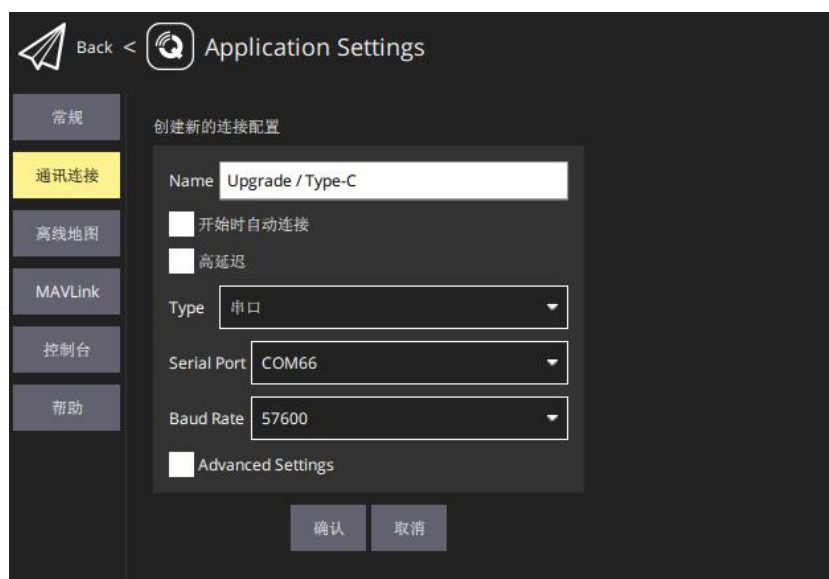 Back < Application Settings
常规
创建新的连接配置
通讯连接
Name Upgrade / Type-C
开始时自动连接
离线地图
高延迟
MAVLink
Type 串口
控制台
Serial Port COM66
帮助
Baud Rate 57600
Advanced Settings
确认 取消